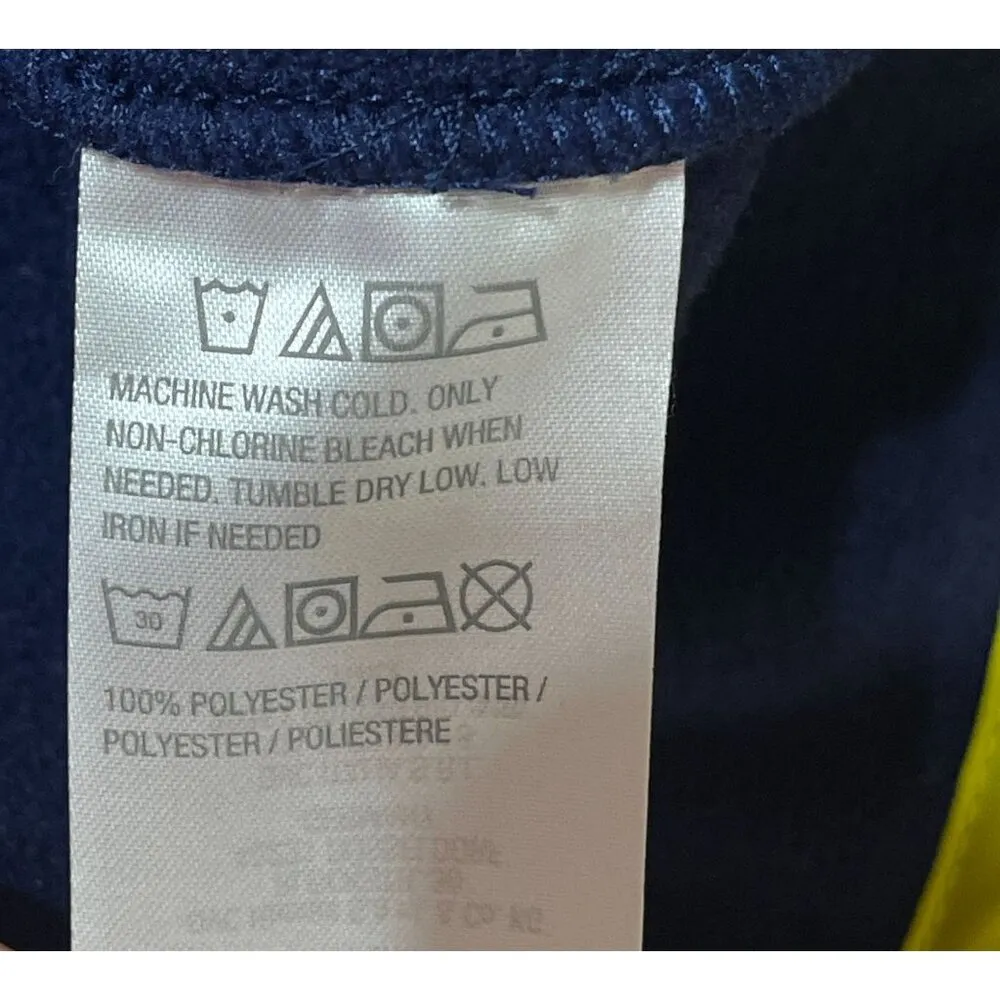 MACHINE WASH COLD. ONLY
NON-CHLORINE BLEACH WHEN
NEEDED. TUMBLE DRY LOW. LOW
IRON IF NEEDED
30
100% POLYESTER / POLYESTER /
POLYESTER / POLIESTERE